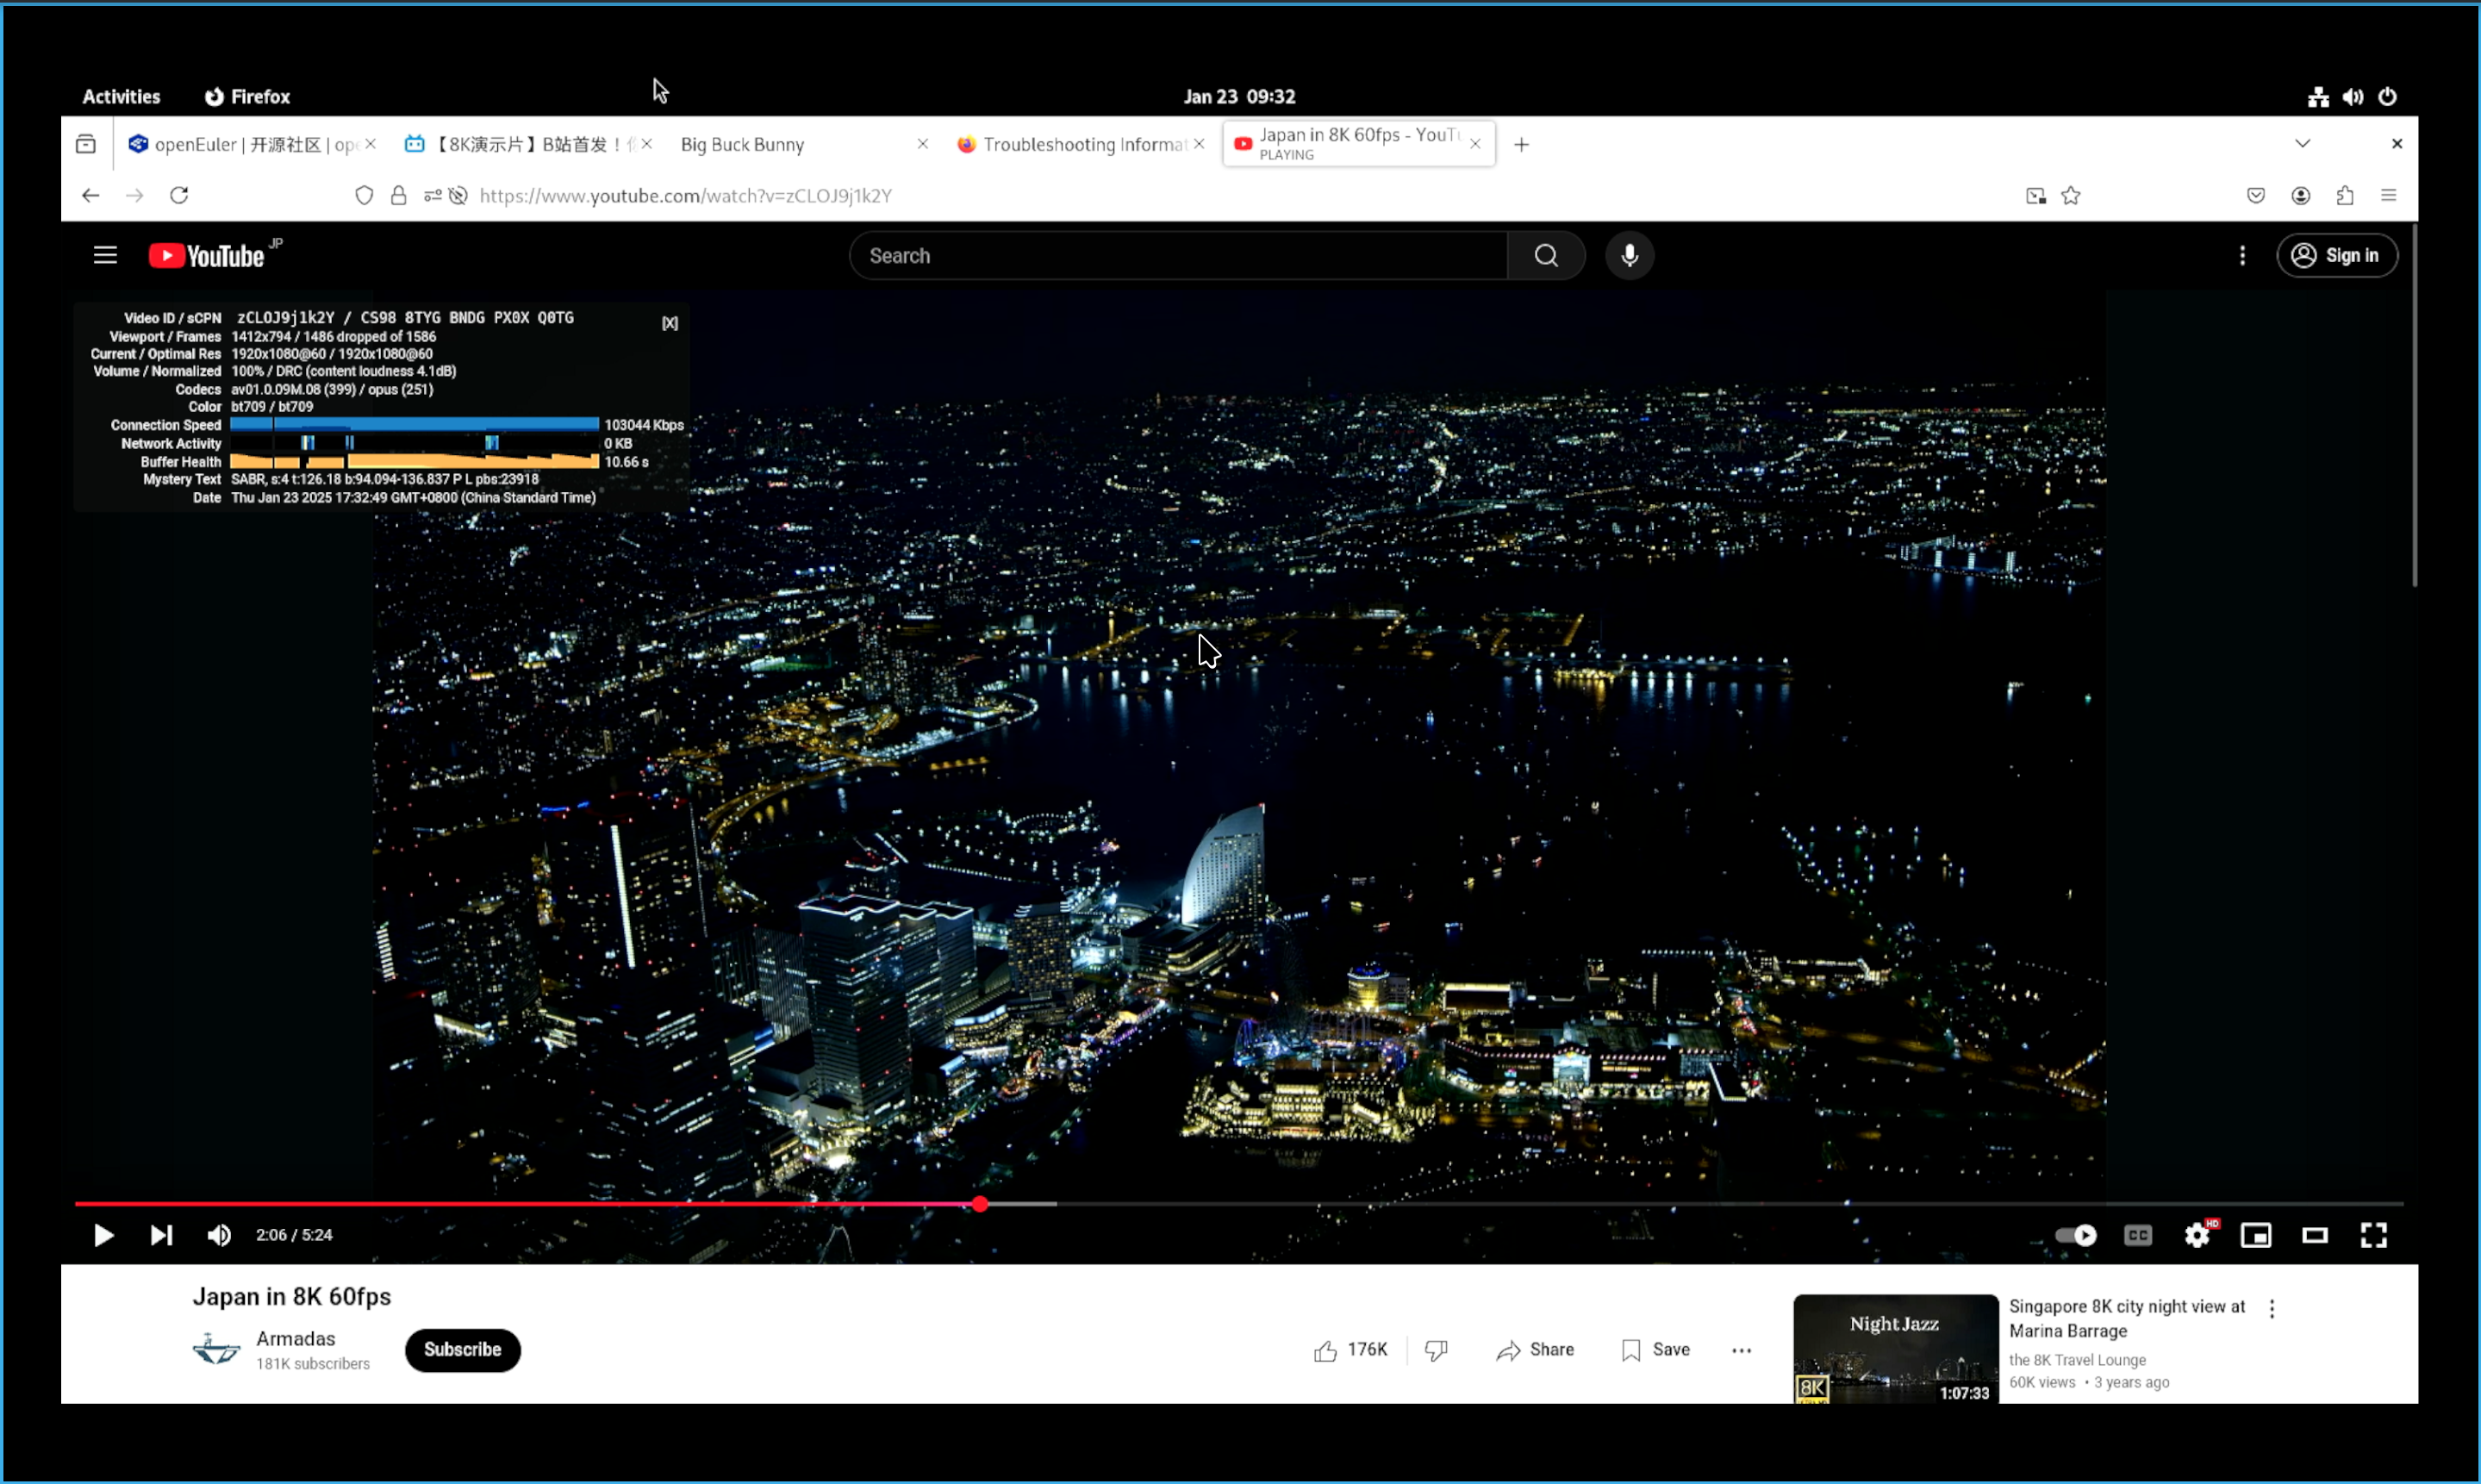 Activities Firefox Jan 23 09:32
openEuler | 开源社区 | ope 【8K演示片】B站首发！ Big Buck Bunny Troubleshooting Informat Japan in 8K 60fps - YouTu
PLAYING
https://www.youtube.com/watch?v=zCLOJ9j1k2Y
YouTube JP Search Sign in
Video ID / sCPN zCLOJ9j1k2Y / CS98 8TYG BNDG PX0X Q0TG [X]
Viewport / Frames 1412x794 / 1486 dropped of 1586
Current / Optimal Res 1920x1080@60 / 1920x1080@60
Volume / Normalized 100% / DRC (content loudness 4.1dB)
Codecs av01.0.09M.08 (399) / opus (251)
Color bt709 / bt709
Connection Speed 103044 Kbps
Network Activity 0 KB
Buffer Health 10.66 s
Mystery Text SABR, s:4 t:126.18 b:94.094-136.837 P L pbs:23918
Date Thu Jan 23 2025 17:32:49 GMT+0800 (China Standard Time)
2:06 / 5:24 CC HD
Japan in 8K 60fps
Armadas
181K subscribers
Subscribe
176K Share Save
Night Jazz
8K
1:07:33
Singapore 8K city night view at
Marina Barrage
the 8K Travel Lounge
60K views • 3 years ago